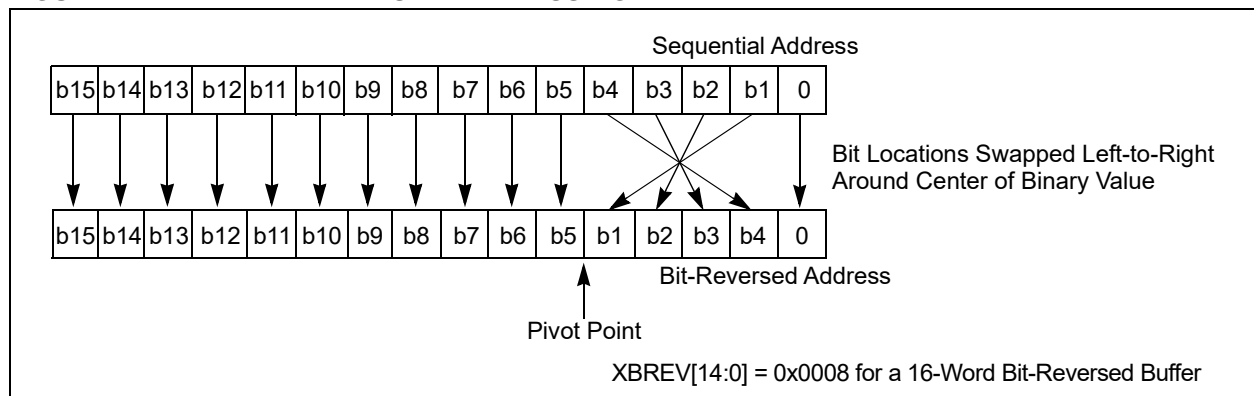 Sequential Address
b15 b14 b13 b12 b11 b10 b9 b8 b7 b6 b5 b4 b3 b2 b1 0
Bit Locations Swapped Left-to-Right
Around Center of Binary Value
b15 b14 b13 b12 b11 b10 b9 b8 b7 b6 b5 b1 b2 b3 b4 0
Bit-Reversed Address
Pivot Point
XBREV[14:0] = 0x0008 for a 16-Word Bit-Reversed Buffer